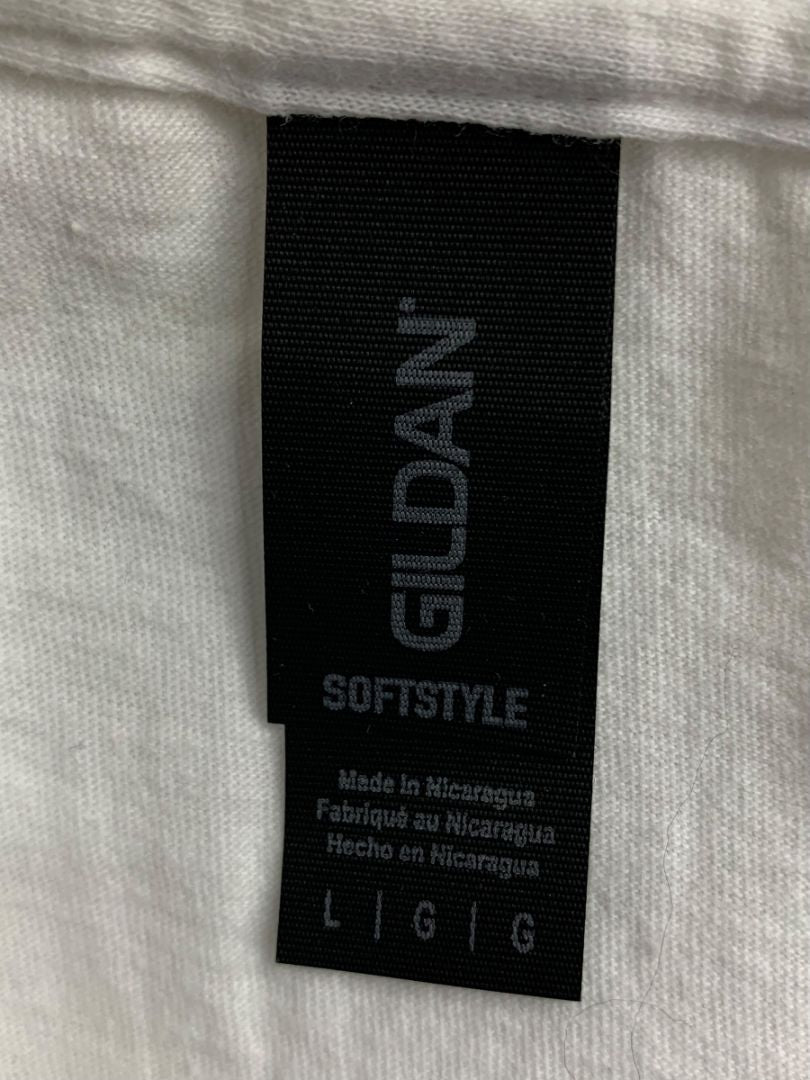 GILDAN®
SOFTSTYLE
Made in Nicaragua
Fabriqué au Nicaragua
Hecho en Nicaragua
L | G | G